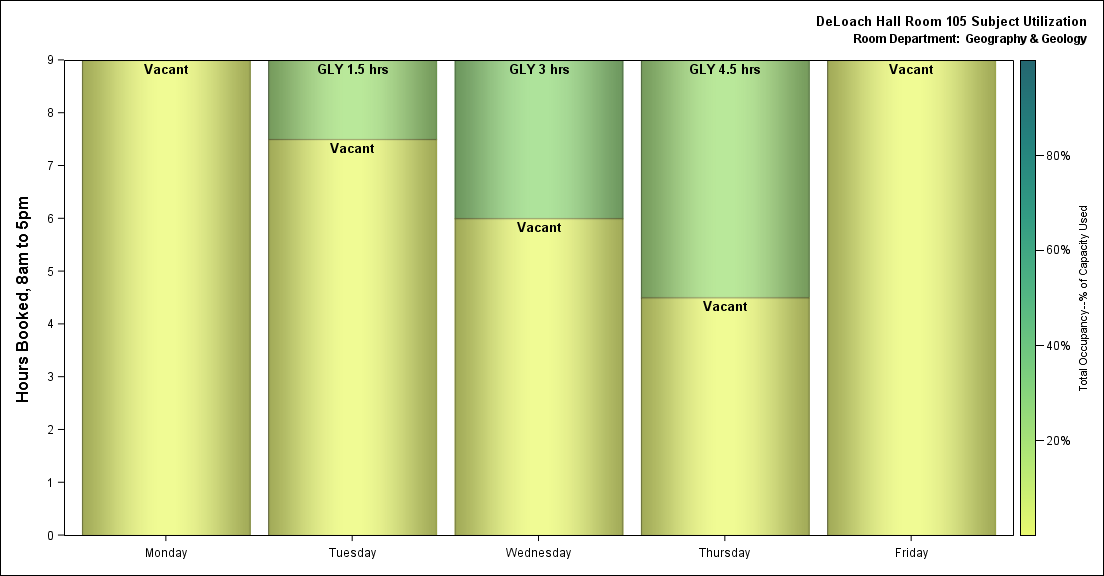 DeLoach Hall Room 105 Subject Utilization
Room Department: Geography & Geology
Hours Booked, 8am to 5pm
9
8
7
6
5
4
3
2
1
0
Vacant
GLY 1.5 hrs
Vacant
GLY 3 hrs
Vacant
GLY 4.5 hrs
Vacant
Vacant
Monday
Tuesday
Wednesday
Thursday
Friday
80%
60%
40%
20%
Total Occupancy--% of Capacity Used